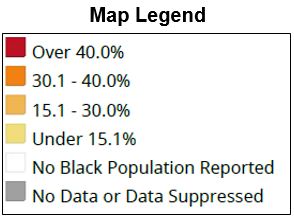 Map Legend
Over 40.0%
30.1 - 40.0%
15.1 - 30.0%
Under 15.1%
No Black Population Reported
No Data or Data Suppressed